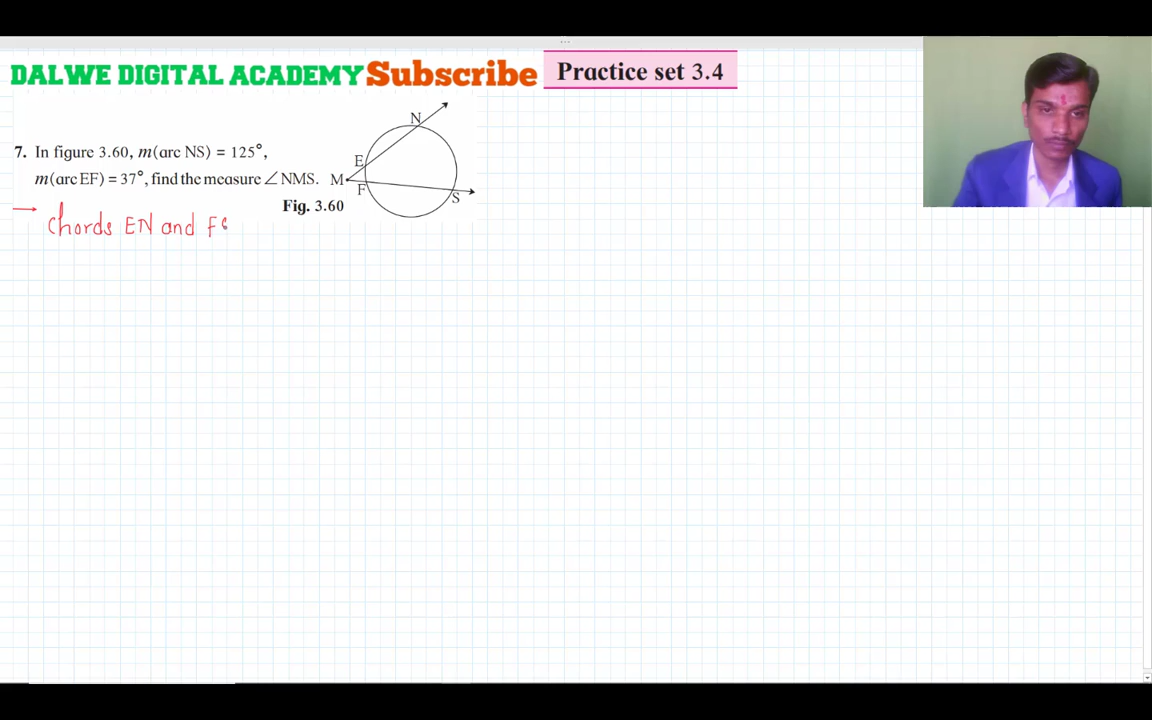 DALWE DIGITAL ACADEMY Subscribe Practice set 3.4
7. In figure 3.60, m(arc NS) = 125°,
m(arc EF) = 37°, find the measure ∠NMS.
Fig. 3.60
N
E
M
F
S
Chords EN and F